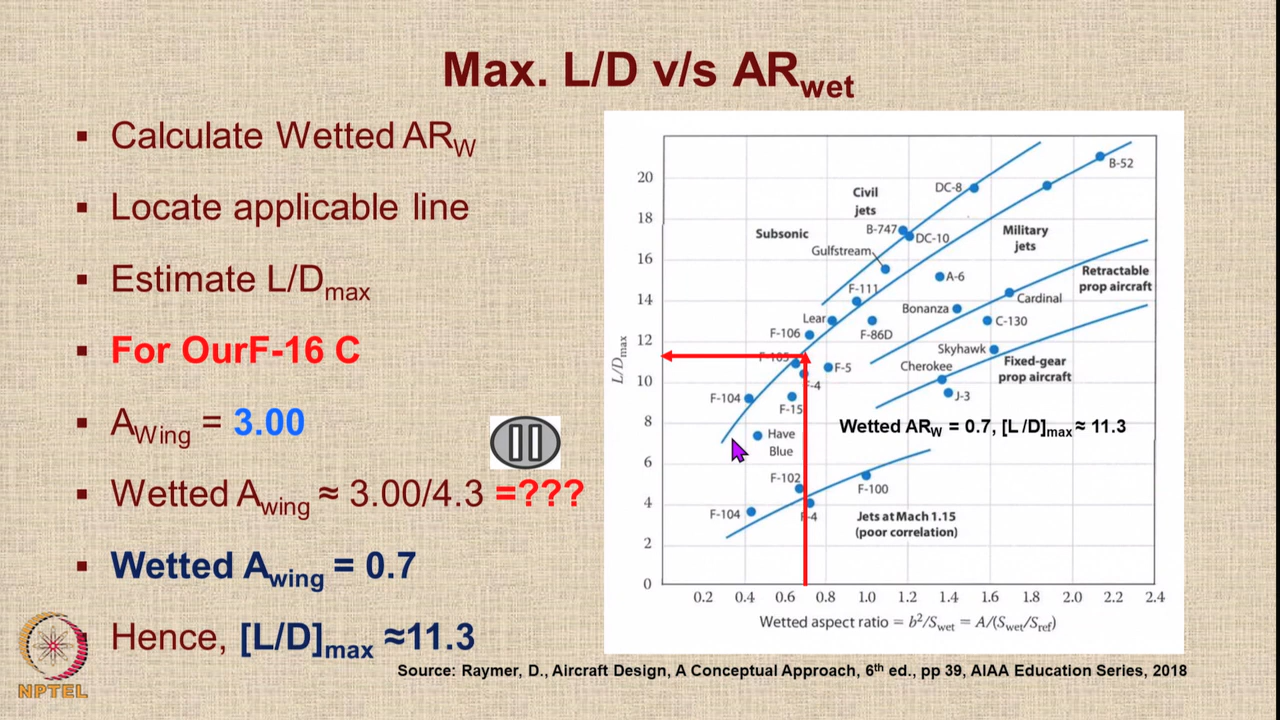 Max. L/D v/s ARwet
▪ Calculate Wetted ARW
▪ Locate applicable line
▪ Estimate L/Dmax
▪ For OurF-16 C
▪ AWing = 3.00
▪ Wetted Awing ≈ 3.00/4.3 =???
▪ Wetted Awing = 0.7
Hence, [L/D]max ≈11.3
NPTEL
L/Dmax
20
18
16
14
12
10
8
6
4
2
0
B-52
DC-8
Civil
jets
B-747
DC-10
Subsonic
Military
jets
Gulfstream
A-6
Retractable
prop aircraft
F-111
Cardinal
Bonanza
Lear
C-130
F-106
F-86D
Skyhawk
F-105
Fixed-gear
prop aircraft
F-5
Cherokee
F-4
F-104
J-3
F-15
Wetted ARW = 0.7, [L /D]max ≈ 11.3
Have
Blue
F-102
F-100
F-104
F-4
Jets at Mach 1.15
(poor correlation)
0.2 0.4 0.6 0.8 1.0 1.2 1.4 1.6 1.8 2.0 2.2 2.4
Wetted aspect ratio = b²/Swet = A/(Swet/Sref)
Source: Raymer, D., Aircraft Design, A Conceptual Approach, 6th ed., pp 39, AIAA Education Series, 2018